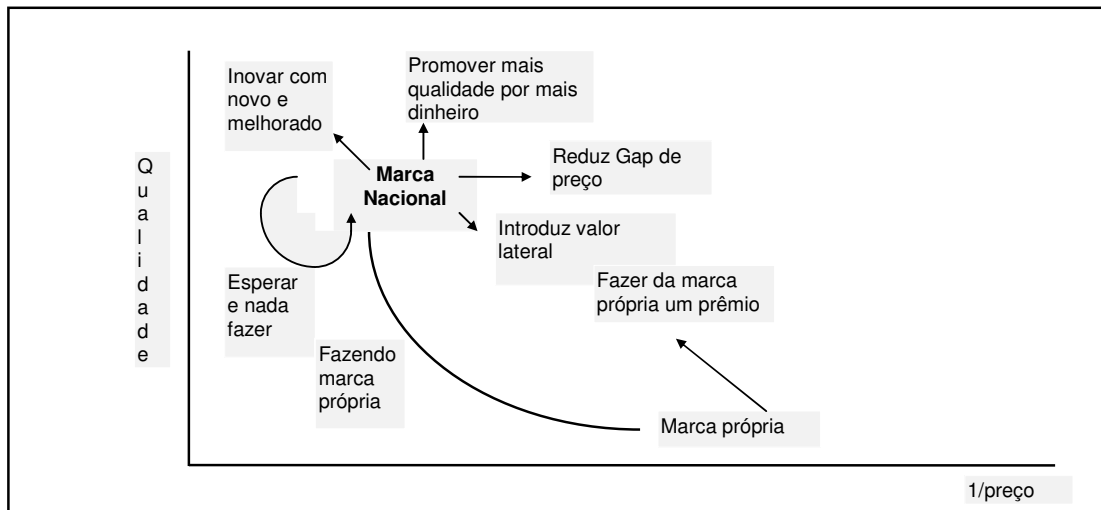 Inovar com
novo e
melhorado
Promover mais
qualidade por mais
dinheiro
Qualidade
Marca
Nacional
Reduz Gap de
preço
Introduz valor
lateral
Esperar
e nada
fazer
Fazer da marca
própria um prêmio
Fazendo
marca
própria
Marca própria
1/preço